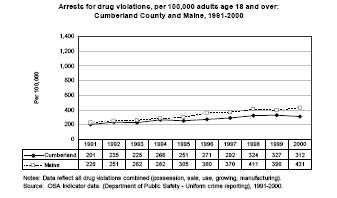 Arrests for drug violations, per 100,000 adults age 18 and over:
Cumberland County and Maine, 1991-2000
1,400
1,200
1,000
800
600
400
200
0
Per 100,000
1991 1992 1993 1994 1995 1996 1997 1998 1999 2000
Cumberland 201 235 225 266 251 271 292 324 327 312
Maine 228 251 262 282 305 360 370 411 398 431
Notes: Data reflect all drug violations combined (possession, sale, use, growing, manufacturing).
Source: OSA Indicator data. (Department of Public Safety - Uniform crime reporting), 1991-2000.